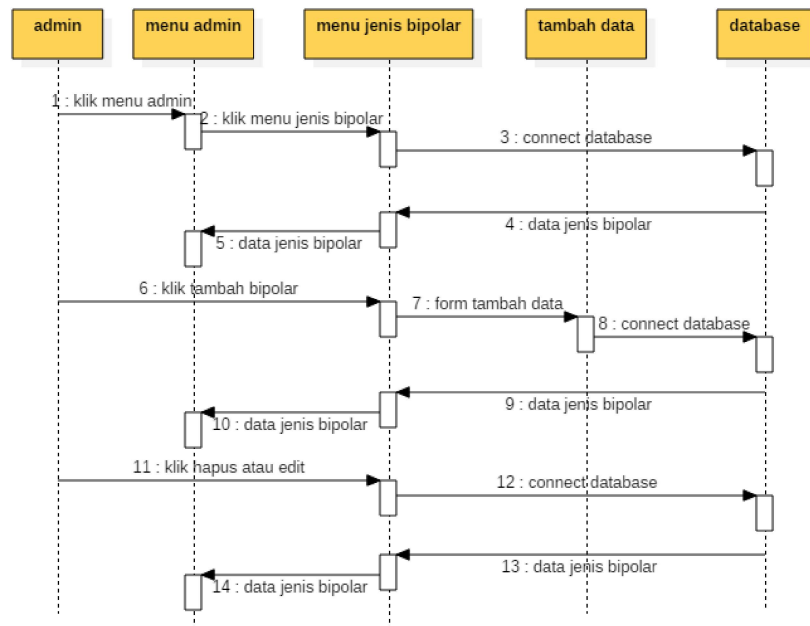 admin
menu admin
menu jenis bipolar
tambah data
database
1 : klik menu admin
2 : klik menu jenis bipolar
3 : connect database
4 : data jenis bipolar
5 : data jenis bipolar
6 : klik tambah bipolar
7 : form tambah data
8 : connect database
9 : data jenis bipolar
10 : data jenis bipolar
11 : klik hapus atau edit
12 : connect database
13 : data jenis bipolar
14 : data jenis bipolar